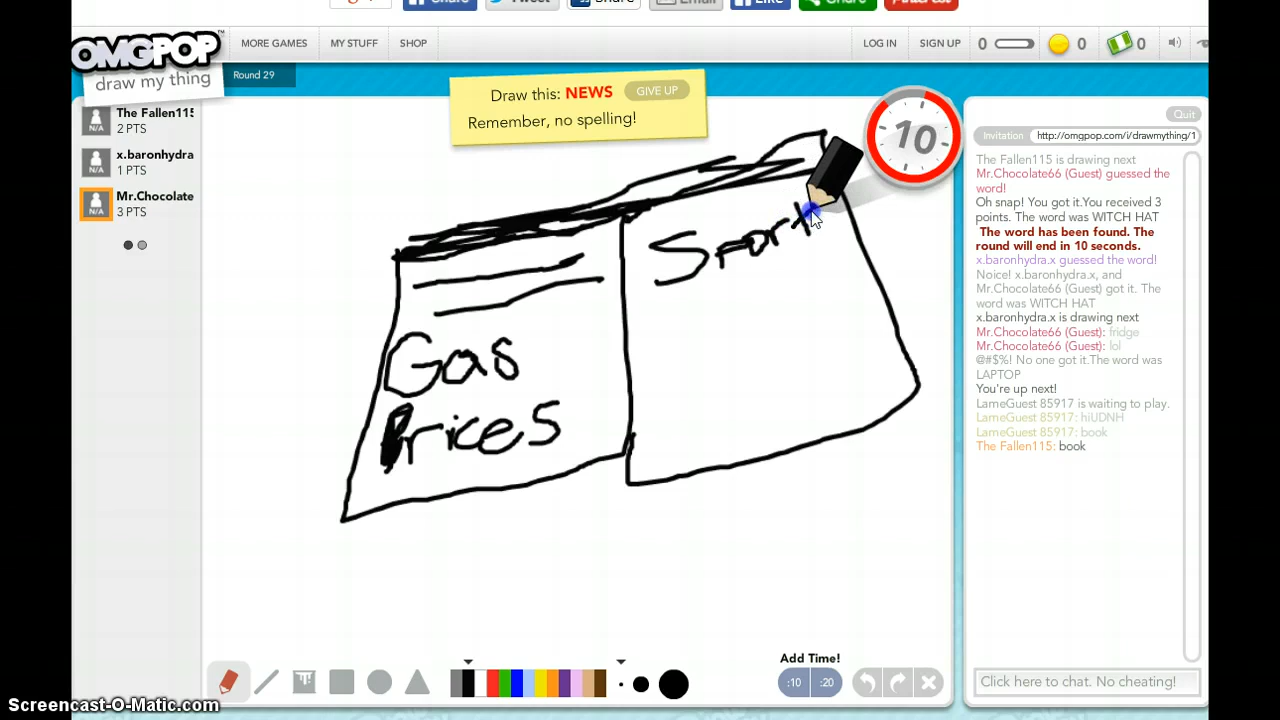 Share
Tweet
Share
Email
Like
Share
Pinterest
OMGPOP
draw my thing
MORE GAMES
MY STUFF
SHOP
LOG IN
SIGN UP
0
0
0
Round 29
Draw this: NEWS
GIVE UP
Remember, no spelling!
10
The Fallen115
2 PTS
x.baronhydra
1 PTS
Mr.Chocolate
3 PTS
N/A
N/A
N/A
Sport
Gas
Prices
Quit
Invitation
http://omgpop.com/i/drawmything/1
The Fallen115 is drawing next
Mr.Chocolate66 (Guest) guessed the
word!
Oh snap! You got it.You received 3
points. The word was WITCH HAT
The word has been found. The
round will end in 10 seconds.
x.baronhydra.x guessed the word!
Noice! x.baronhydra.x, and
Mr.Chocolate66 (Guest) got it. The
word was WITCH HAT
x.baronhydra.x is drawing next
Mr.Chocolate66 (Guest): fridge
Mr.Chocolate66 (Guest): lol
@#$%! No one got it.The word was
LAPTOP
You're up next!
LameGuest 85917 is waiting to play.
LameGuest 85917: hiUDNH
LameGuest 85917: book
The Fallen115: book
Add Time!
:10
:20
Click here to chat. No cheating!
Screencast-O-Matic.com